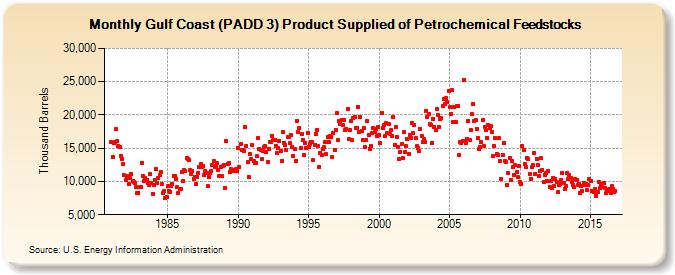 Monthly Gulf Coast (PADD 3) Product Supplied of Petrochemical Feedstocks
Thousand Barrels
30,000
25,000
20,000
15,000
10,000
5,000
1985 1990 1995 2000 2005 2010 2015
Source: U.S. Energy Information Administration